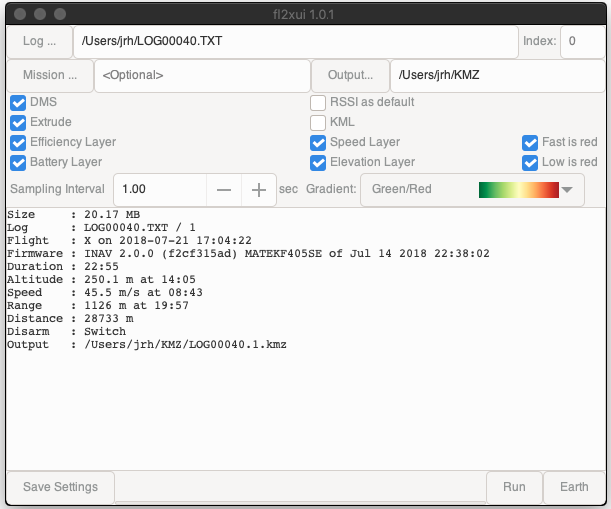 fl2xui 1.0.1
Log ... /Users/jrh/LOG00040.TXT Index: 0
Mission ... <Optional> Output... /Users/jrh/KMZ
DMS RSSI as default
Extrude KML
Efficiency Layer Speed Layer Fast is red
Battery Layer Elevation Layer Low is red
Sampling Interval 1.00 — + sec Gradient: Green/Red
Size : 20.17 MB
Log : LOG00040.TXT / 1
Flight : X on 2018-07-21 17:04:22
Firmware : INAV 2.0.0 (f2cf315ad) MATEKF405SE of Jul 14 2018 22:38:02
Duration : 22:55
Altitude : 250.1 m at 14:05
Speed : 45.5 m/s at 08:43
Range : 1126 m at 19:57
Distance : 28733 m
Disarm : Switch
Output : /Users/jrh/KMZ/LOG00040.1.kmz
Save Settings Run Earth